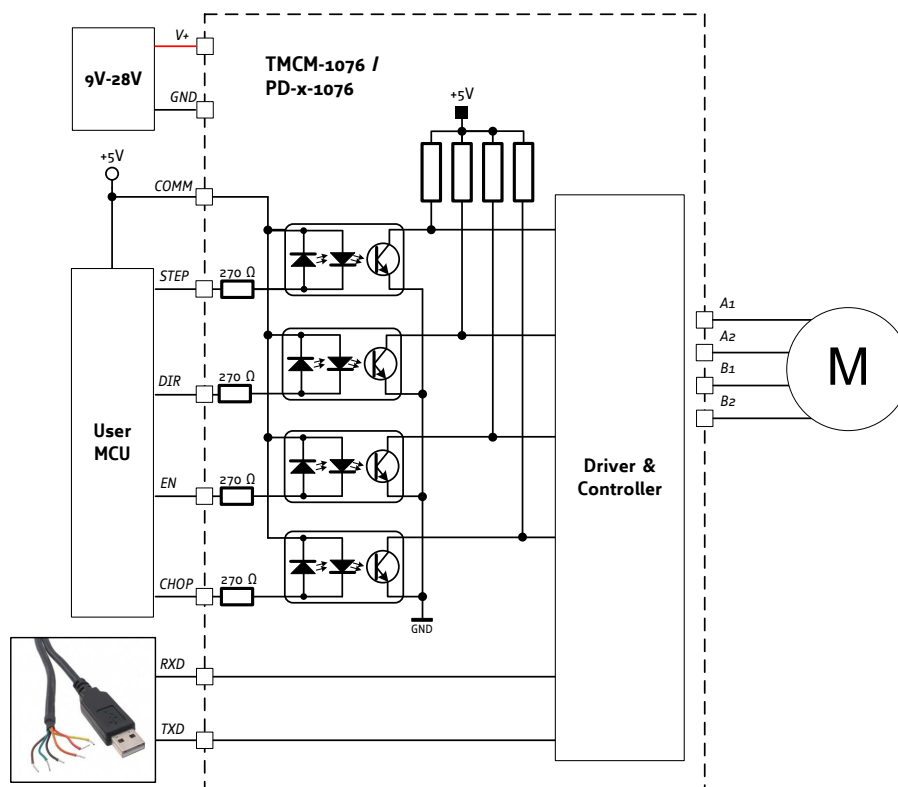 V+
9V-28V
GND
TMCM-1076 /
PD-x-1076
+5V
+5V
COMM
STEP
270 Ω
DIR
270 Ω
User
MCU
EN
270 Ω
CHOP
270 Ω
GND
Driver &
Controller
A1
A2
B1
B2
M
RXD
TXD